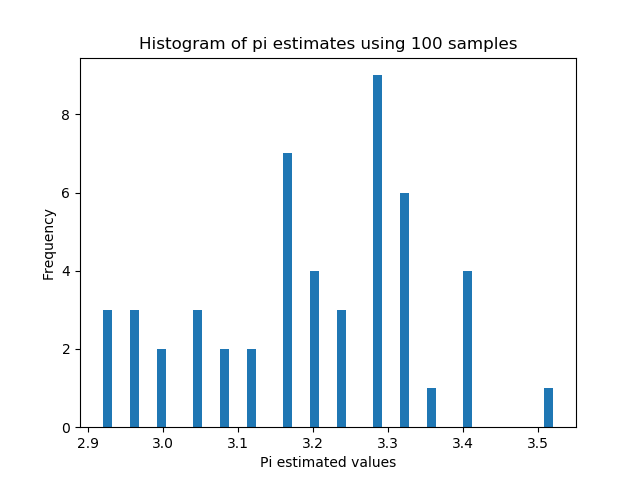 Histogram of pi estimates using 100 samples
Frequency
8
6
4
2
0
2.9 3.0 3.1 3.2 3.3 3.4 3.5
Pi estimated values